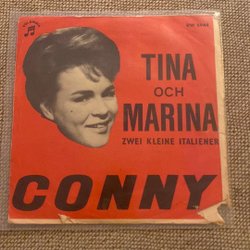 TINA
OCH
MARINA
ZWEI KLEINE ITALIENER
CONNY